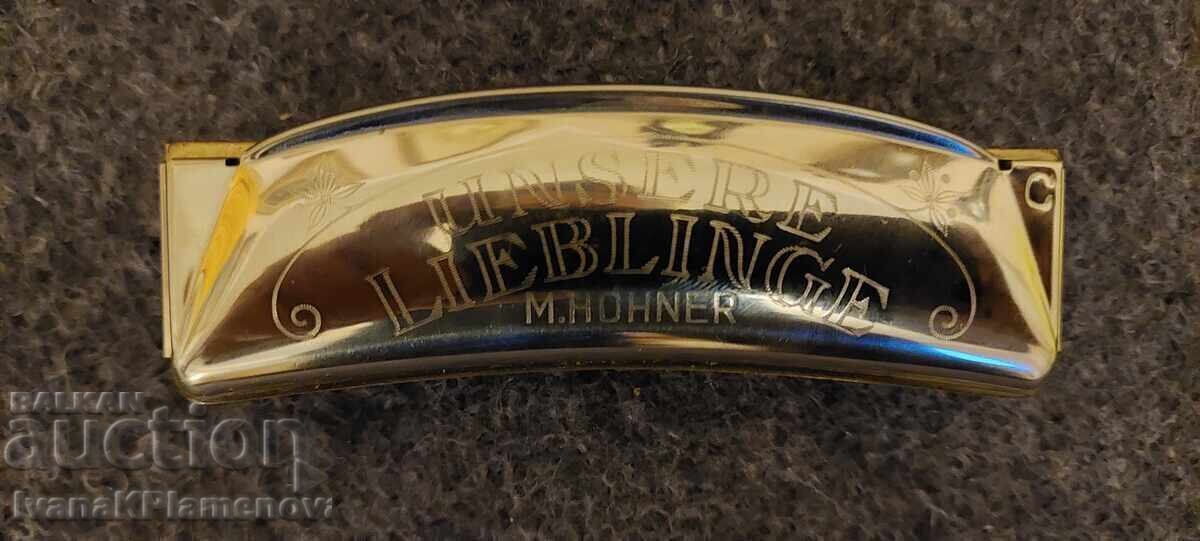 UNSERE
LIEBLINGE
M. HOHNER
C
BALKAN
auction
IvanaKPlamenova